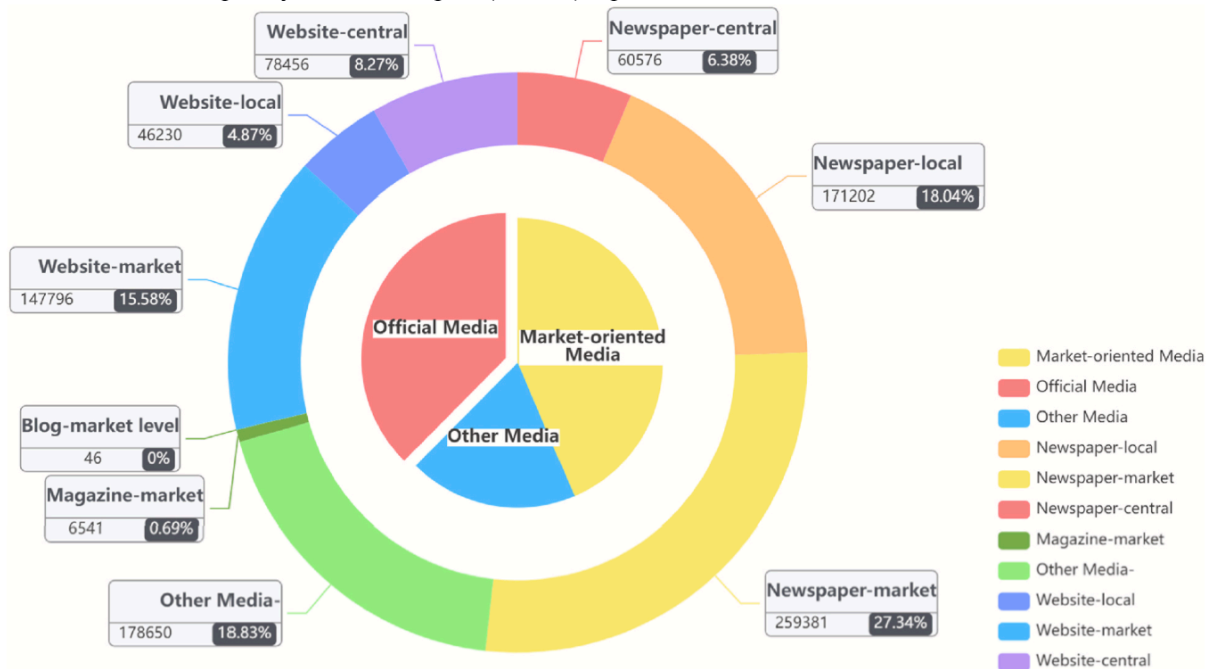 Website-central
78456 8.27%
Newspaper-central
60576 6.38%
Website-local
46230 4.87%
Newspaper-local
171202 18.04%
Website-market
147796 15.58%
Official Media
Market-oriented
Media
Other Media
Blog-market level
46 0%
Magazine-market
6541 0.69%
Other Media-
178650 18.83%
Newspaper-market
259381 27.34%
Market-oriented Media
Official Media
Other Media
Newspaper-local
Newspaper-market
Newspaper-central
Magazine-market
Other Media-
Website-local
Website-market
Website-central